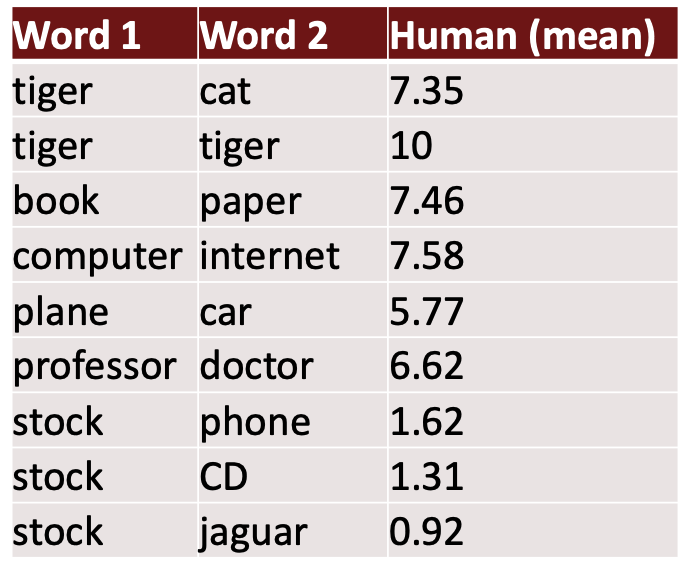 Word 1 Word 2 Human (mean)
tiger cat 7.35
tiger tiger 10
book paper 7.46
computer internet 7.58
plane car 5.77
professor doctor 6.62
stock phone 1.62
stock CD 1.31
stock jaguar 0.92